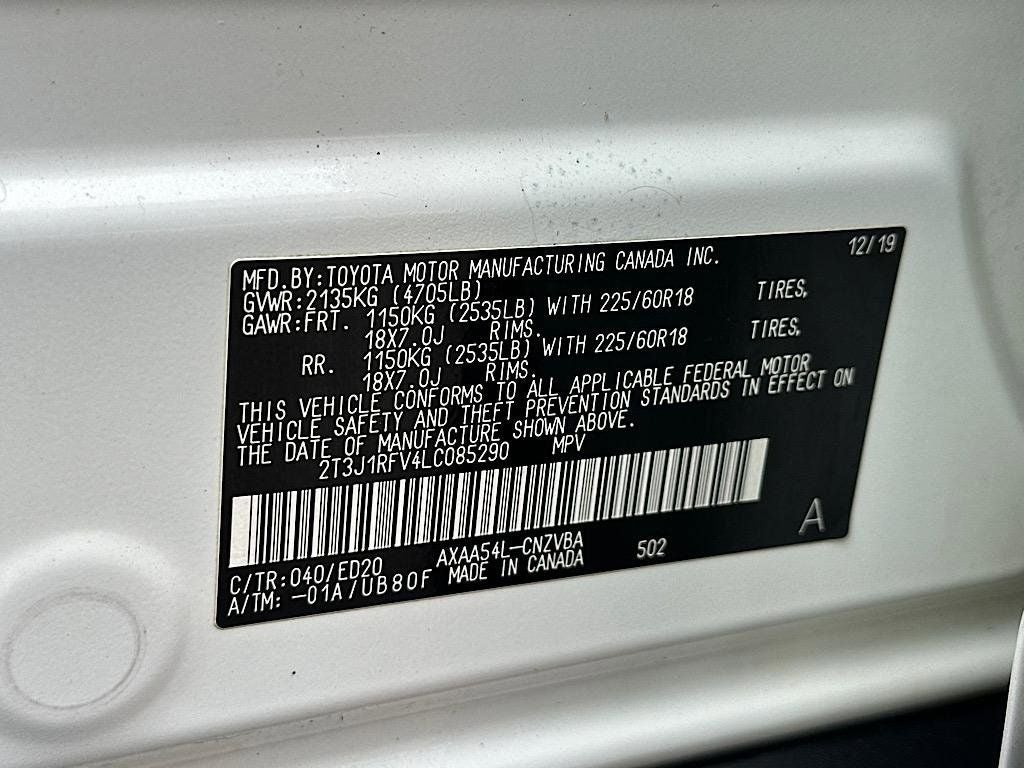 12/19
MFD.BY:TOYOTA MOTOR MANUFACTURING CANADA INC.
GVWR:2135KG (4705LB)
GAWR:FRT. 1150KG (2535LB) WITH 225/60R18 TIRES,
18X7.0J RIMS.
RR. 1150KG (2535LB) WITH 225/60R18 TIRES,
18X7.0J RIMS.
THIS VEHICLE CONFORMS TO ALL APPLICABLE FEDERAL MOTOR
VEHICLE SAFETY AND THEFT PREVENTION STANDARDS IN EFFECT ON
THE DATE OF MANUFACTURE SHOWN ABOVE.
2T3J1RFV4LC085290 MPV
A
C/TR:040/ED20 AXAA54L-CNZVBA 502
A/TM: -01A/UB80F MADE IN CANADA